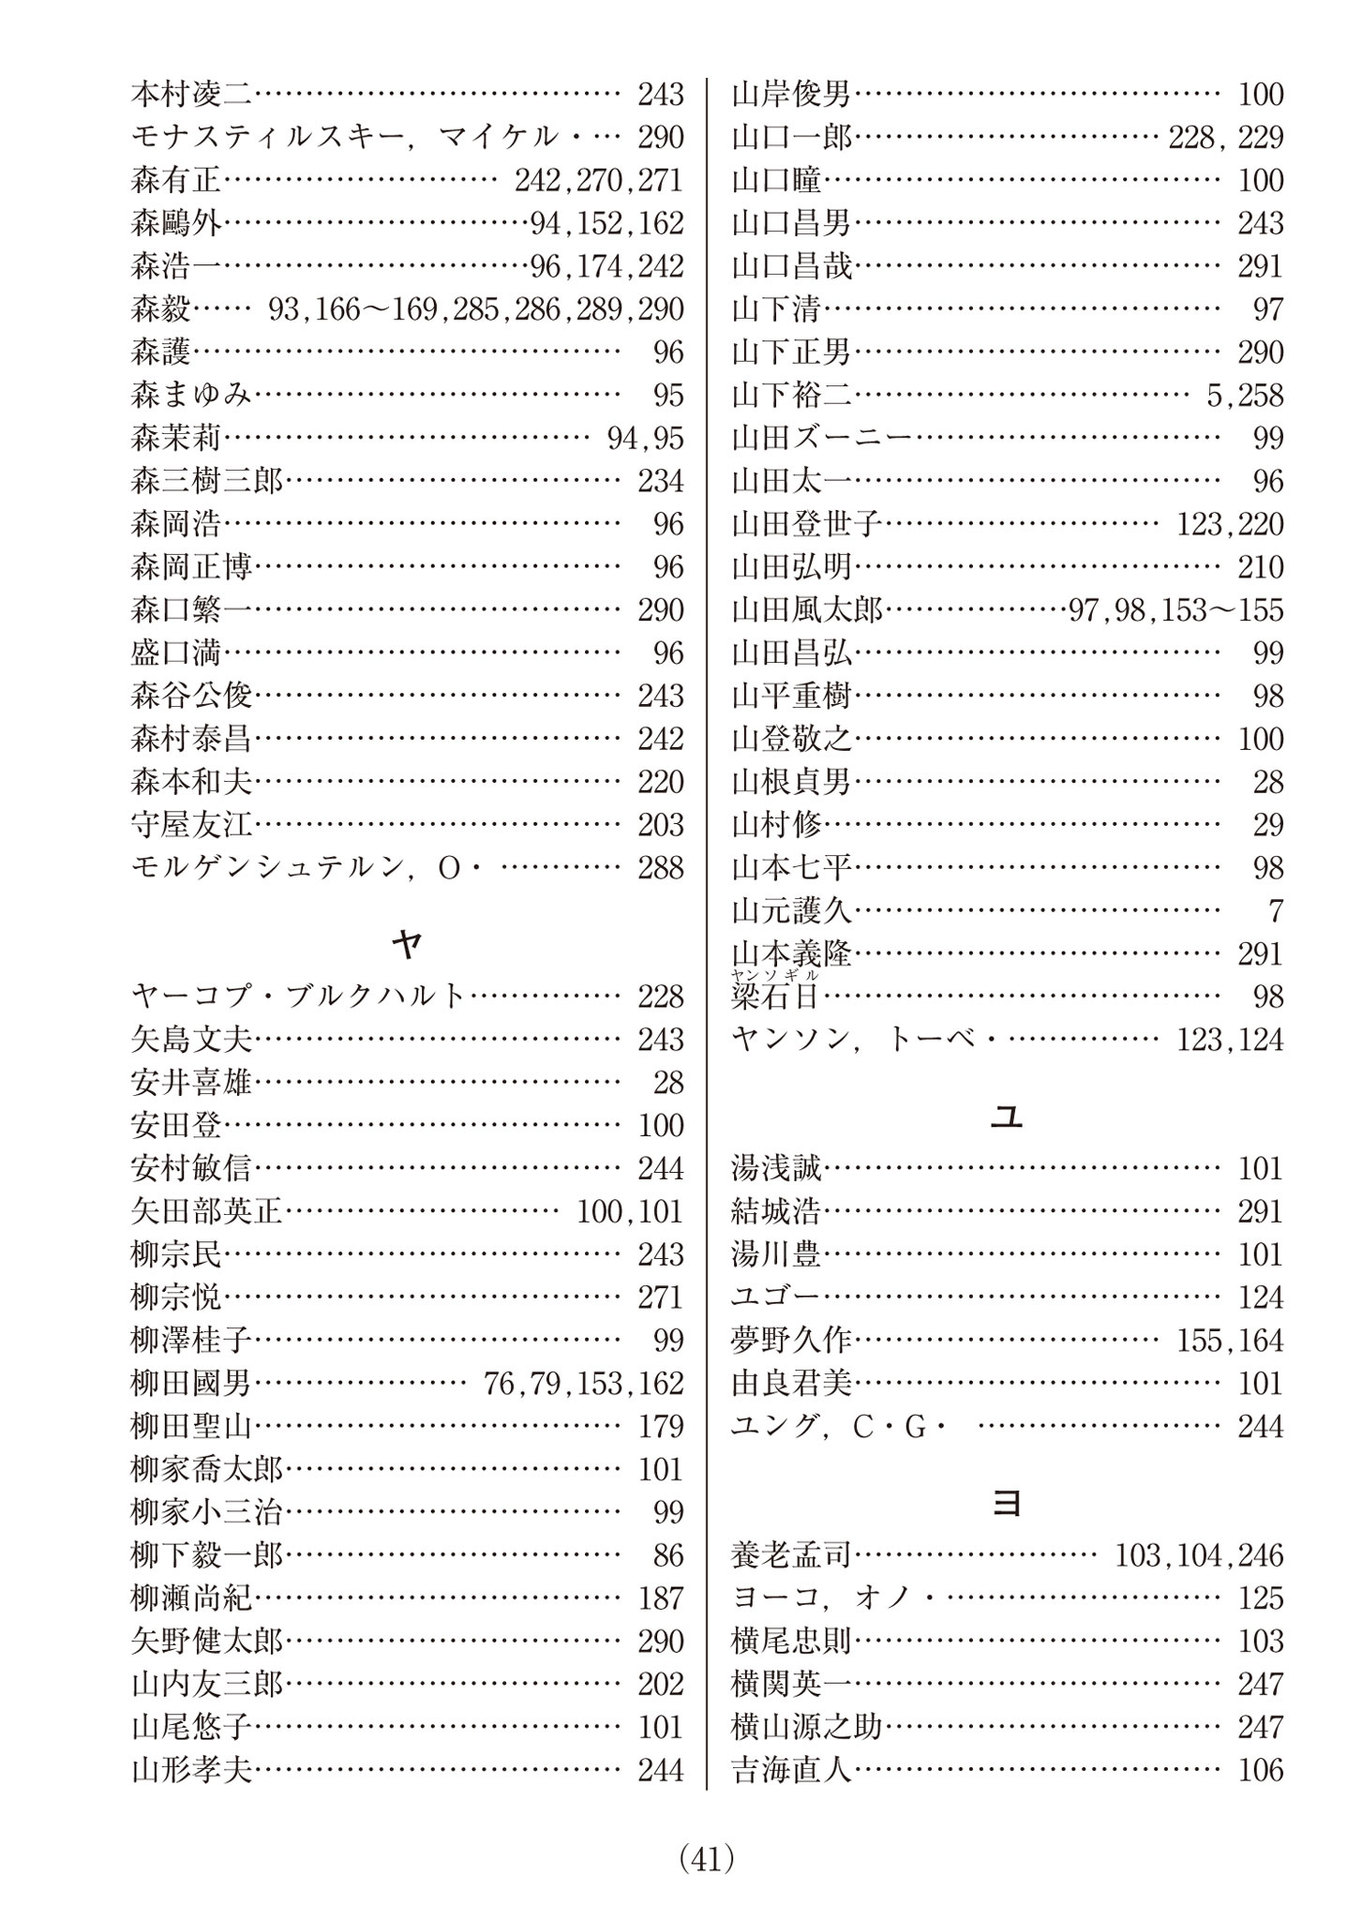 本村凌二………………………………… 243
モナスティルスキー, マイケル・… 290
森有正……………………… 242,270,271
森鷗外…………………………94,152,162
森浩一…………………………96,174,242
森毅…… 93,166〜169,285,286,289,290
森護…………………………………… 96
森まゆみ……………………………… 95
森茉莉……………………………… 94,95
森三樹三郎…………………………… 234
森岡浩………………………………… 96
森岡正博……………………………… 96
森口繁一……………………………… 290
盛口満………………………………… 96
森谷公俊……………………………… 243
森村泰昌……………………………… 242
森本和夫……………………………… 220
守屋友江……………………………… 203
モルゲンシュテルン, O・ ………… 288
ヤ
ヤーコプ・ブルクハルト…………… 228
矢島文夫……………………………… 243
安井喜雄……………………………… 28
安田登………………………………… 100
安村敏信……………………………… 244
矢田部英正……………………… 100,101
柳宗民………………………………… 243
柳宗悦………………………………… 271
柳澤桂子……………………………… 99
柳田國男………………… 76,79,153,162
柳田聖山……………………………… 179
柳家喬太郎…………………………… 101
柳家小三治…………………………… 99
柳下毅一郎…………………………… 86
柳瀬尚紀……………………………… 187
矢野健太郎…………………………… 290
山内友三郎…………………………… 202
山尾悠子……………………………… 101
山形孝夫……………………………… 244
山岸俊男……………………………… 100
山口一郎………………………… 228, 229
山口瞳………………………………… 100
山口昌男……………………………… 243
山口昌哉……………………………… 291
山下清………………………………… 97
山下正男……………………………… 290
山下裕二…………………………… 5,258
山田ズーニー………………………… 99
山田太一……………………………… 96
山田登世子……………………… 123,220
山田弘明……………………………… 210
山田風太郎………………97,98,153〜155
山田昌弘……………………………… 99
山平重樹……………………………… 98
山登敬之……………………………… 100
山根貞男……………………………… 28
山村修………………………………… 29
山本七平……………………………… 98
山元護久……………………………… 7
山本義隆……………………………… 291
ヤンソギル
梁石日………………………………… 98
ヤンソン, トーベ・…………… 123,124
ユ
湯浅誠………………………………… 101
結城浩………………………………… 291
湯川豊………………………………… 101
ユゴー………………………………… 124
夢野久作………………………… 155,164
由良君美……………………………… 101
ユング, C・G・ …………………… 244
ヨ
養老孟司…………………… 103,104,246
ヨーコ, オノ・……………………… 125
横尾忠則……………………………… 103
横関英一……………………………… 247
横山源之助…………………………… 247
吉海直人……………………………… 106
(41)